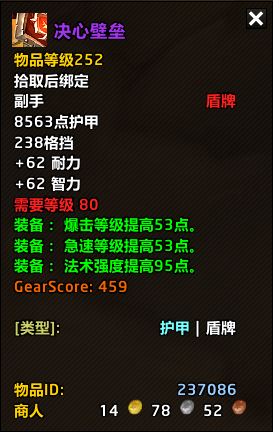 决心壁垒
物品等级252
拾取后绑定
副手 盾牌
8563点护甲
238格挡
+62 耐力
+62 智力
需要等级 80
装备： 爆击等级提高53点。
装备： 急速等级提高53点。
装备： 法术强度提高95点。
GearScore: 459
[类型]: 护甲 | 盾牌
物品ID: 237086
商人 14 78 52